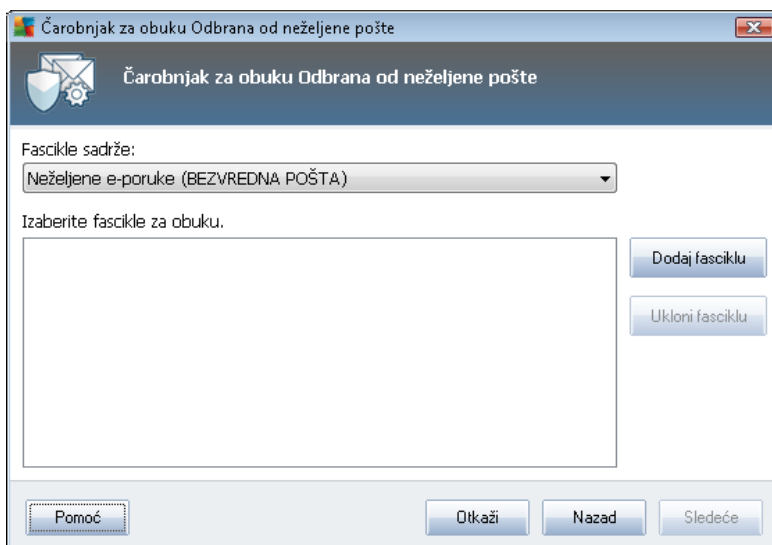 Čarobnjak za obuku Odbrana od neželjene pošte
Čarobnjak za obuku Odbrana od neželjene pošte
Fascikle sadrže:
Neželjene e-poruke (BEZVREDNA POŠTA)
Izaberite fascikle za obuku.
Dodaj fasciklu
Ukloni fasciklu
Pomoć
Otkaži
Nazad
Sledeće